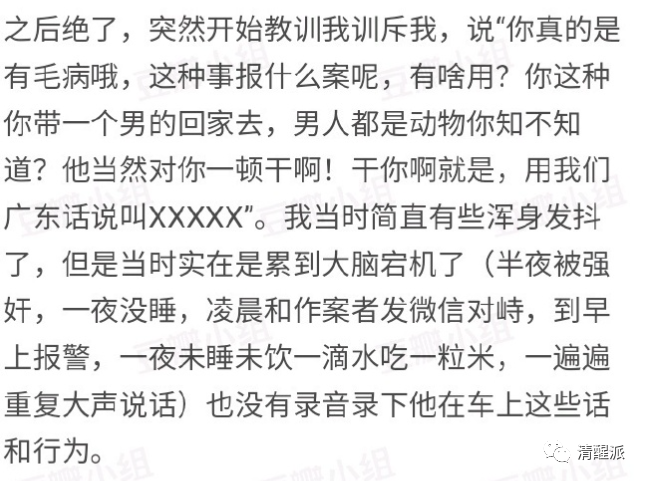 之后绝了，突然开始教训我训斥我，说“你真的是
有毛病哦，这种事报什么案呢，有啥用？你这种
你带一个男的回家去，男人都是动物你知不知
道？他当然对你一顿干啊！干你啊就是，用我们
广东话说叫XXXXX”。我当时简直有些浑身发抖
了，但是当时实在是累到大脑宕机了（半夜被强
奸，一夜没睡，凌晨和作案者发微信对峙，到早
上报警，一夜未睡未饮一滴水吃一粒米，一遍遍
重复大声说话）也没有录音录下他在车上这些话
和行为。
清醒派
豆瓣小组